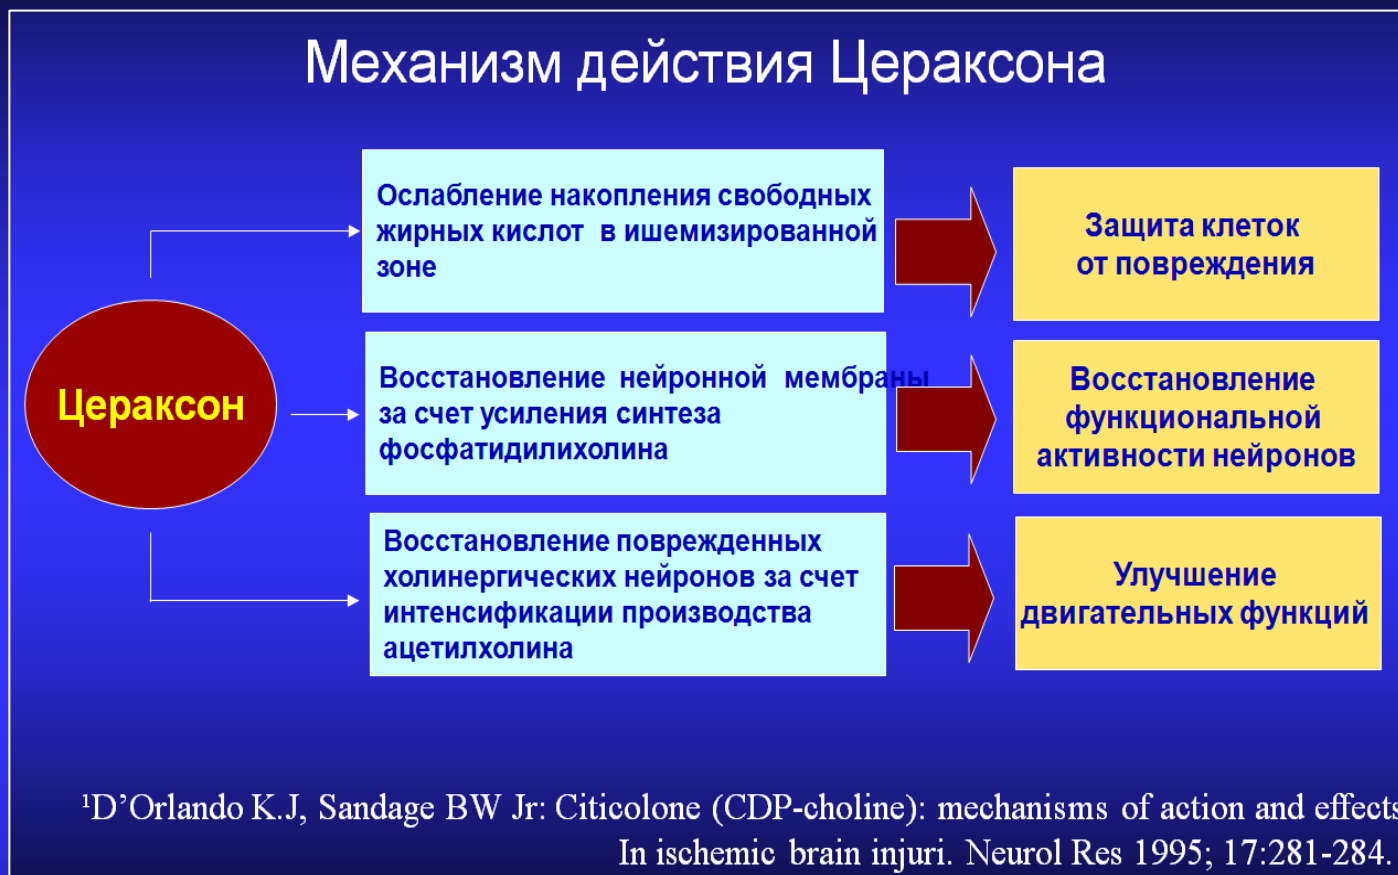 Механизм действия Цераксона
Ослабление накопления свободных
жирных кислот в ишемизированной
зоне
Защита клеток
от повреждения
Цераксон
Восстановление нейронной мембраны
за счет усиления синтеза
фосфатидилихолина
Восстановление
функциональной
активности нейронов
Восстановление поврежденных
холинергических нейронов за счет
интенсификации производства
ацетилхолина
Улучшение
двигательных функций
¹D’Orlando K.J, Sandage BW Jr: Citicolone (CDP-choline): mechanisms of action and effects
In ischemic brain injuri. Neurol Res 1995; 17:281-284.